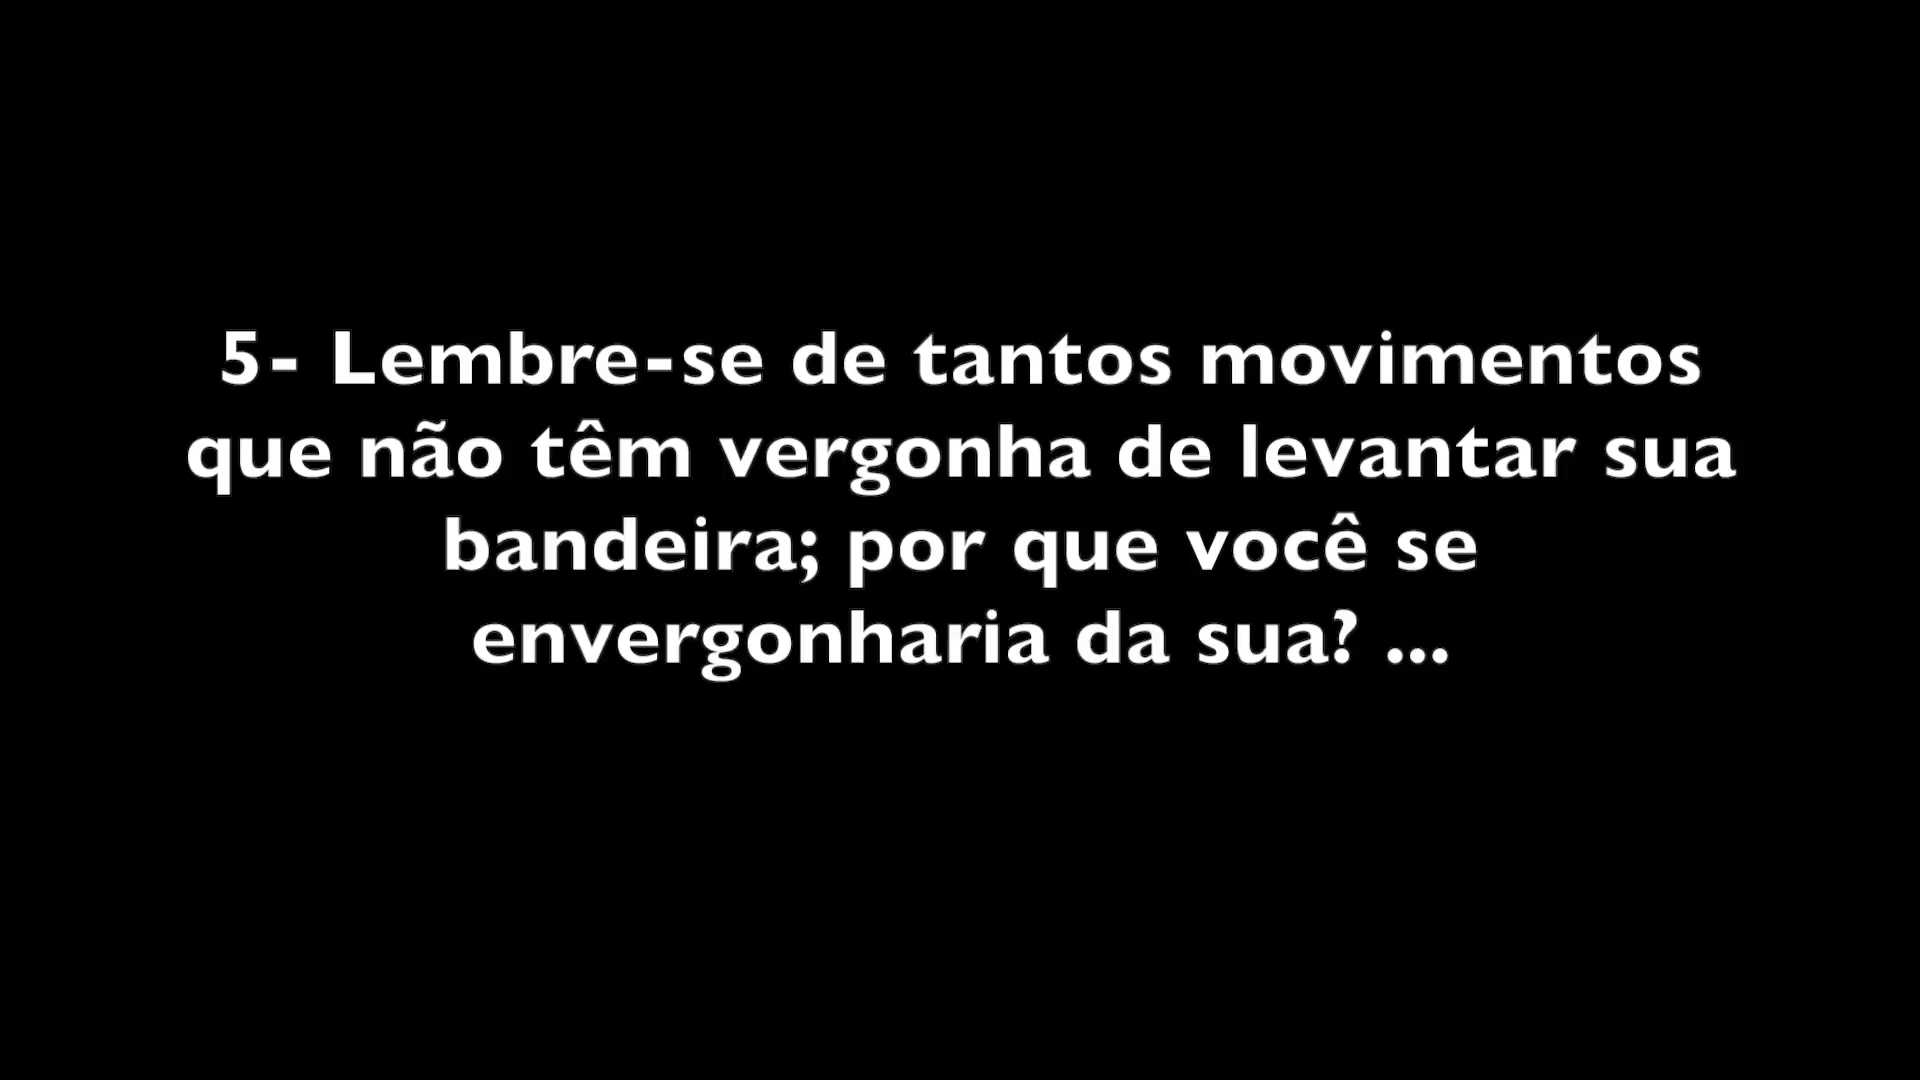 5- Lembre-se de tantos movimentos
que não têm vergonha de levantar sua
bandeira; por que você se
envergonharia da sua? ...